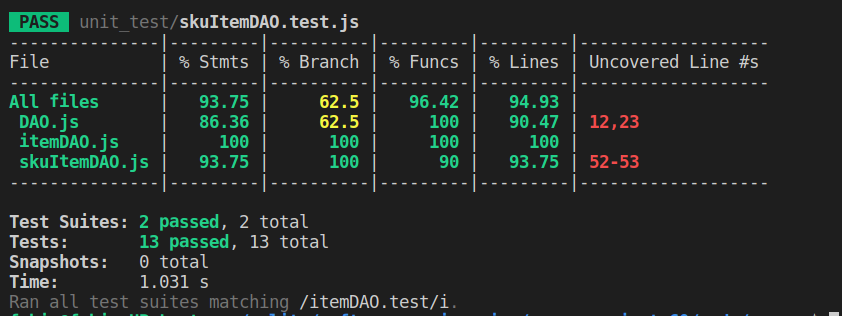 PASS unit_test/skuItemDAO.test.js
---------------|---------|----------|---------|---------|-------------------
File           | % Stmts | % Branch | % Funcs | % Lines | Uncovered Line #s
---------------|---------|----------|---------|---------|-------------------
All files      |   93.75 |     62.5 |   96.42 |   94.93 |
 DAO.js        |   86.36 |     62.5 |     100 |   90.47 | 12,23
 itemDAO.js    |     100 |      100 |     100 |     100 |
 skuItemDAO.js |   93.75 |      100 |      90 |   93.75 | 52-53
---------------|---------|----------|---------|---------|-------------------
Test Suites: 2 passed, 2 total
Tests:       13 passed, 13 total
Snapshots:   0 total
Time:        1.031 s
Ran all test suites matching /itemDAO.test/i.